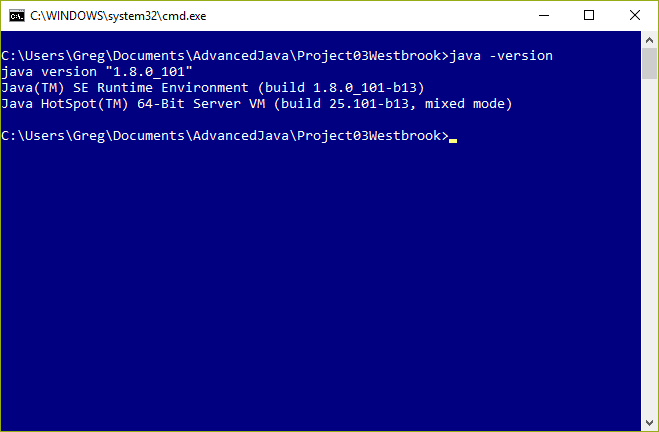 C:\WINDOWS\system32\cmd.exe
C:\Users\Greg\Documents\AdvancedJava\Project03Westbrook>java -version
java version "1.8.0_101"
Java(TM) SE Runtime Environment (build 1.8.0_101-b13)
Java HotSpot(TM) 64-Bit Server VM (build 25.101-b13, mixed mode)
C:\Users\Greg\Documents\AdvancedJava\Project03Westbrook>